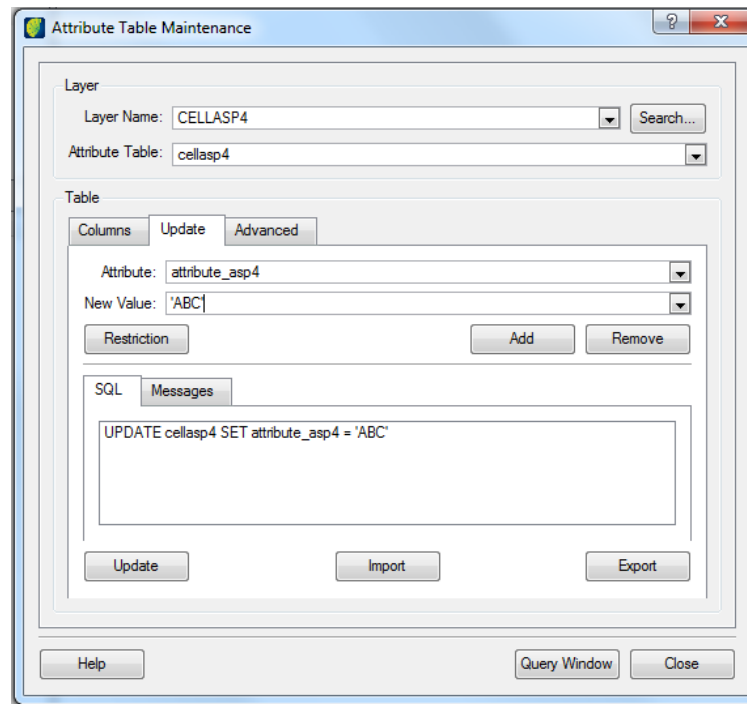 Attribute Table Maintenance
Layer
Layer Name: CELLASP4 Search...
Attribute Table: cellasp4
Table
Columns Update Advanced
Attribute: attribute_asp4
New Value: 'ABC'
Restriction Add Remove
SQL Messages
UPDATE cellasp4 SET attribute_asp4 = 'ABC'
Update Import Export
Help Query Window Close